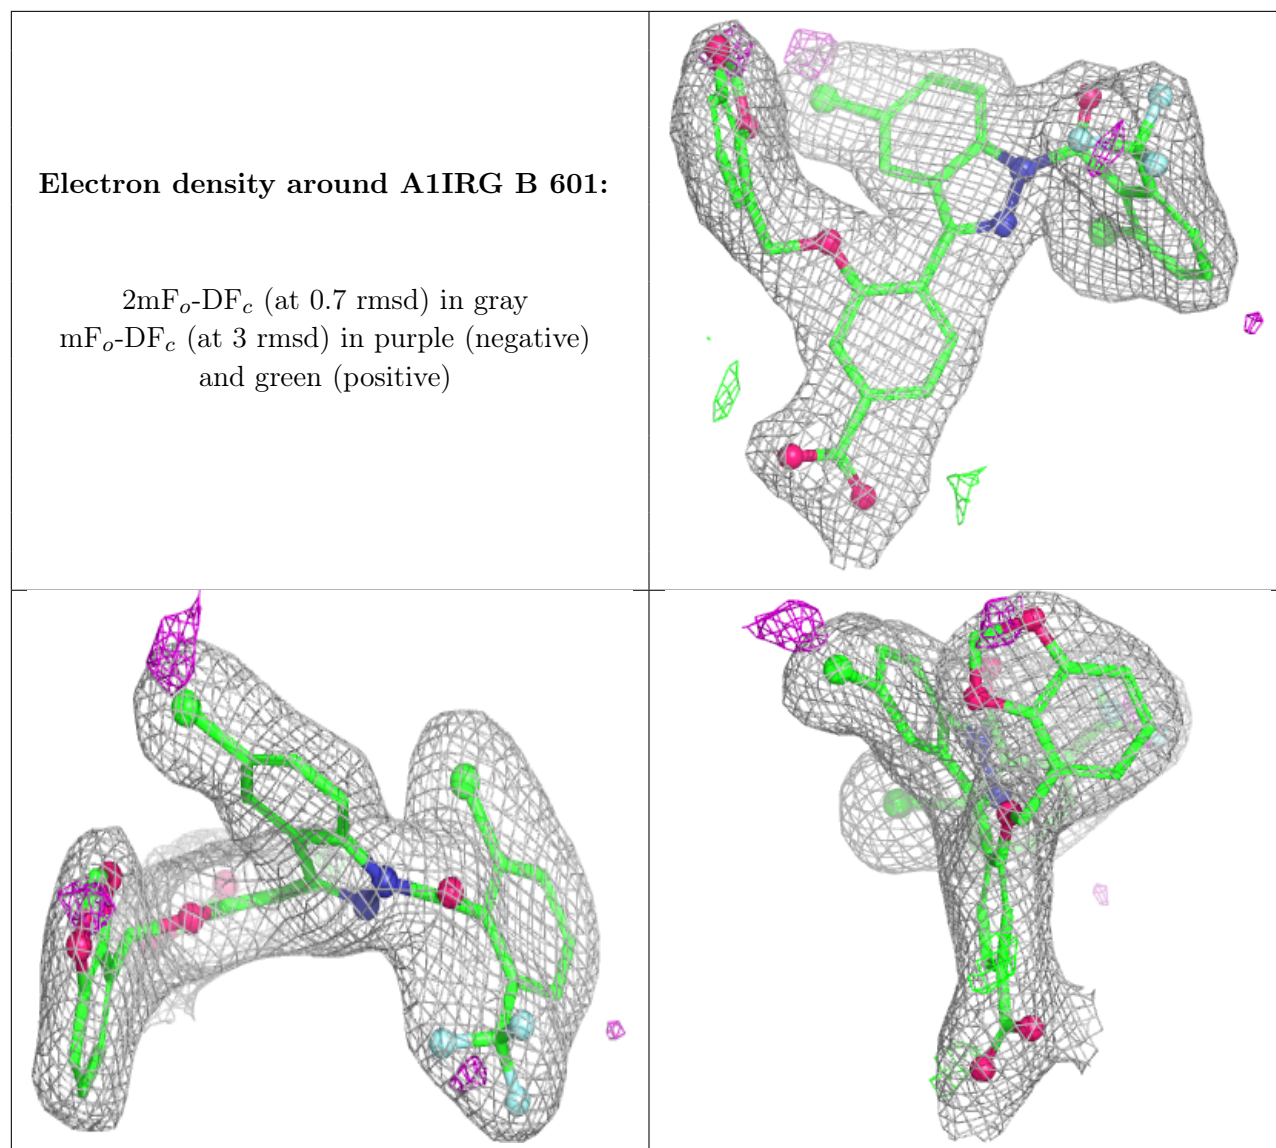 Electron density around A1IRG B 601:
2mFo-DFc (at 0.7 rmsd) in gray
mFo-DFc (at 3 rmsd) in purple (negative)
and green (positive)